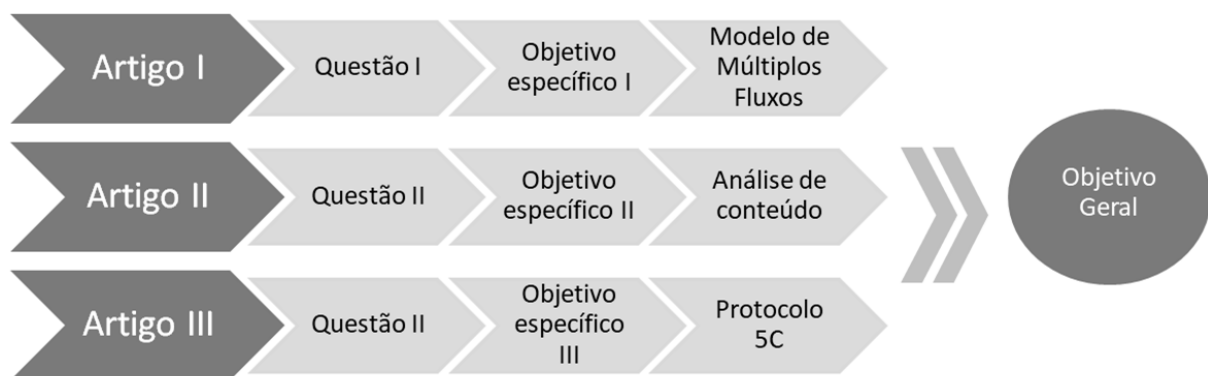 Artigo I
Questão I
Objetivo
específico I
Modelo de
Múltiplos
Fluxos
Artigo II
Questão II
Objetivo
específico II
Análise de
conteúdo
Artigo III
Questão II
Objetivo
específico
III
Protocolo
5C
Objetivo
Geral